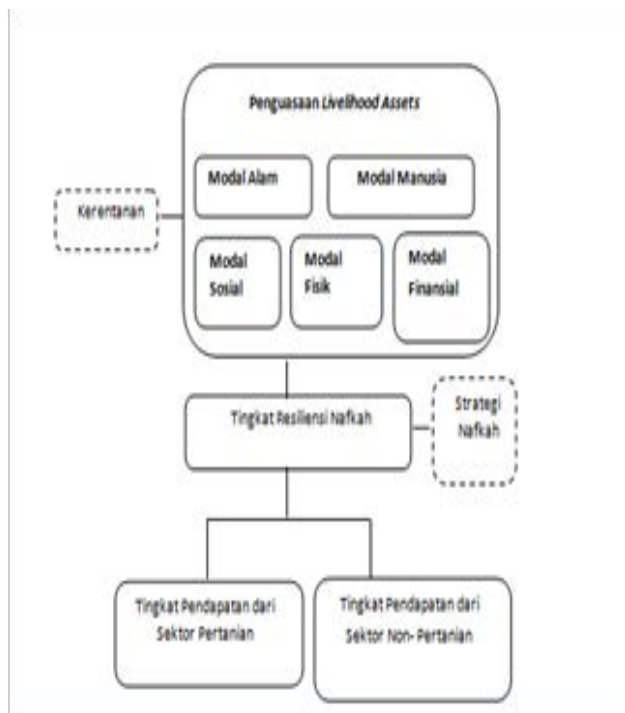 Penguasaan Livelihood Assets
Modal Alam
Modal Manusia
Kerentanan
Modal
Sosial
Modal
Fisik
Modal
Finansial
Tingkat Resiliensi Nafkah
Strategi
Nafkah
Tingkat Pendapatan dari
Sektor Pertanian
Tingkat Pendapatan dari
Sektor Non- Pertanian